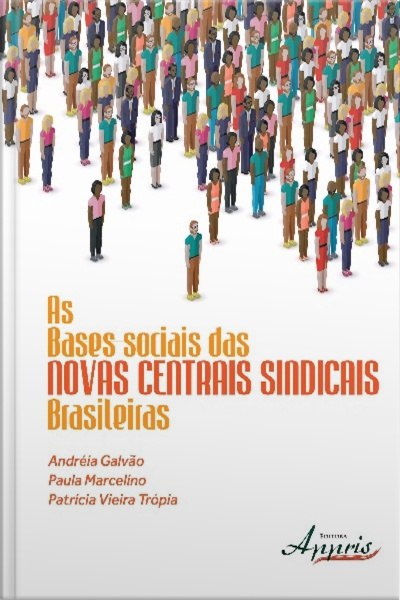 As
Bases sociais das
NOVAS CENTRAIS SINDICAIS
Brasileiras
Andréia Galvão
Paula Marcelino
Patrícia Vieira Trópia
EDITORA
Appris